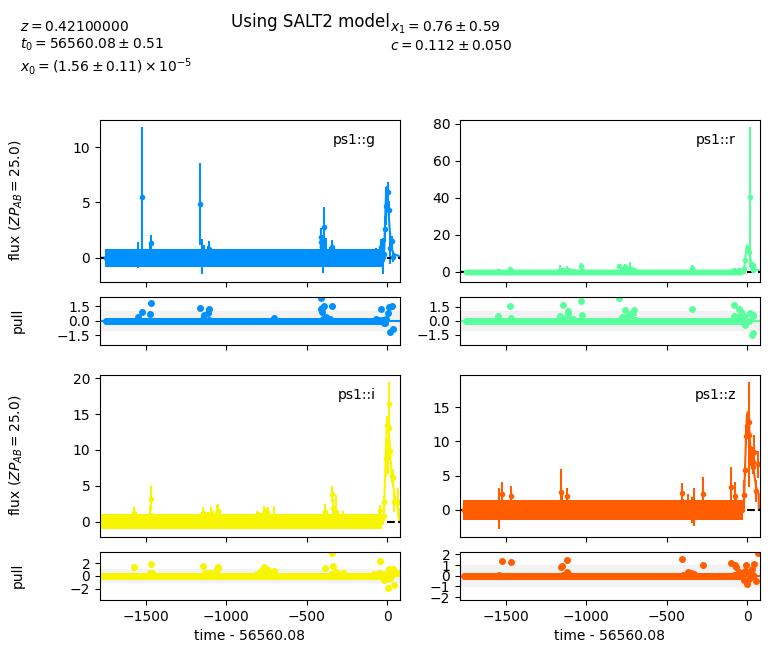 Using SALT2 model
z = 0.42100000
t₀ = 56560.08 ± 0.51
x₀ = (1.56 ± 0.11) × 10⁻⁵
x₁ = 0.76 ± 0.59
c = 0.112 ± 0.050
flux (ZP_AB = 25.0)
10
5
0
ps1::g
80
60
40
20
0
ps1::r
pull
1.5
0.0
−1.5
1.5
0.0
−1.5
flux (ZP_AB = 25.0)
20
15
10
5
0
ps1::i
15
10
5
0
ps1::z
pull
2
0
−2
2
1
0
−1
−2
−1500 −1000 −500 0
−1500 −1000 −500 0
time - 56560.08
time - 56560.08